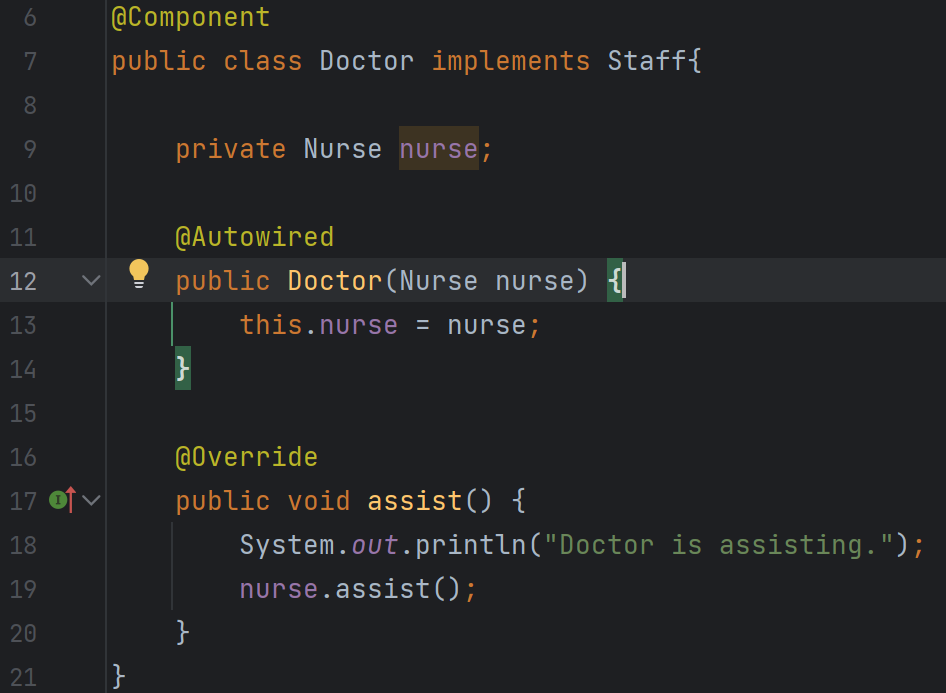 6 @Component
7 public class Doctor implements Staff{
8
9     private Nurse nurse;
10
11     @Autowired
12     public Doctor(Nurse nurse) {
13         this.nurse = nurse;
14     }
15
16     @Override
17     public void assist() {
18         System.out.println("Doctor is assisting.");
19         nurse.assist();
20     }
21 }